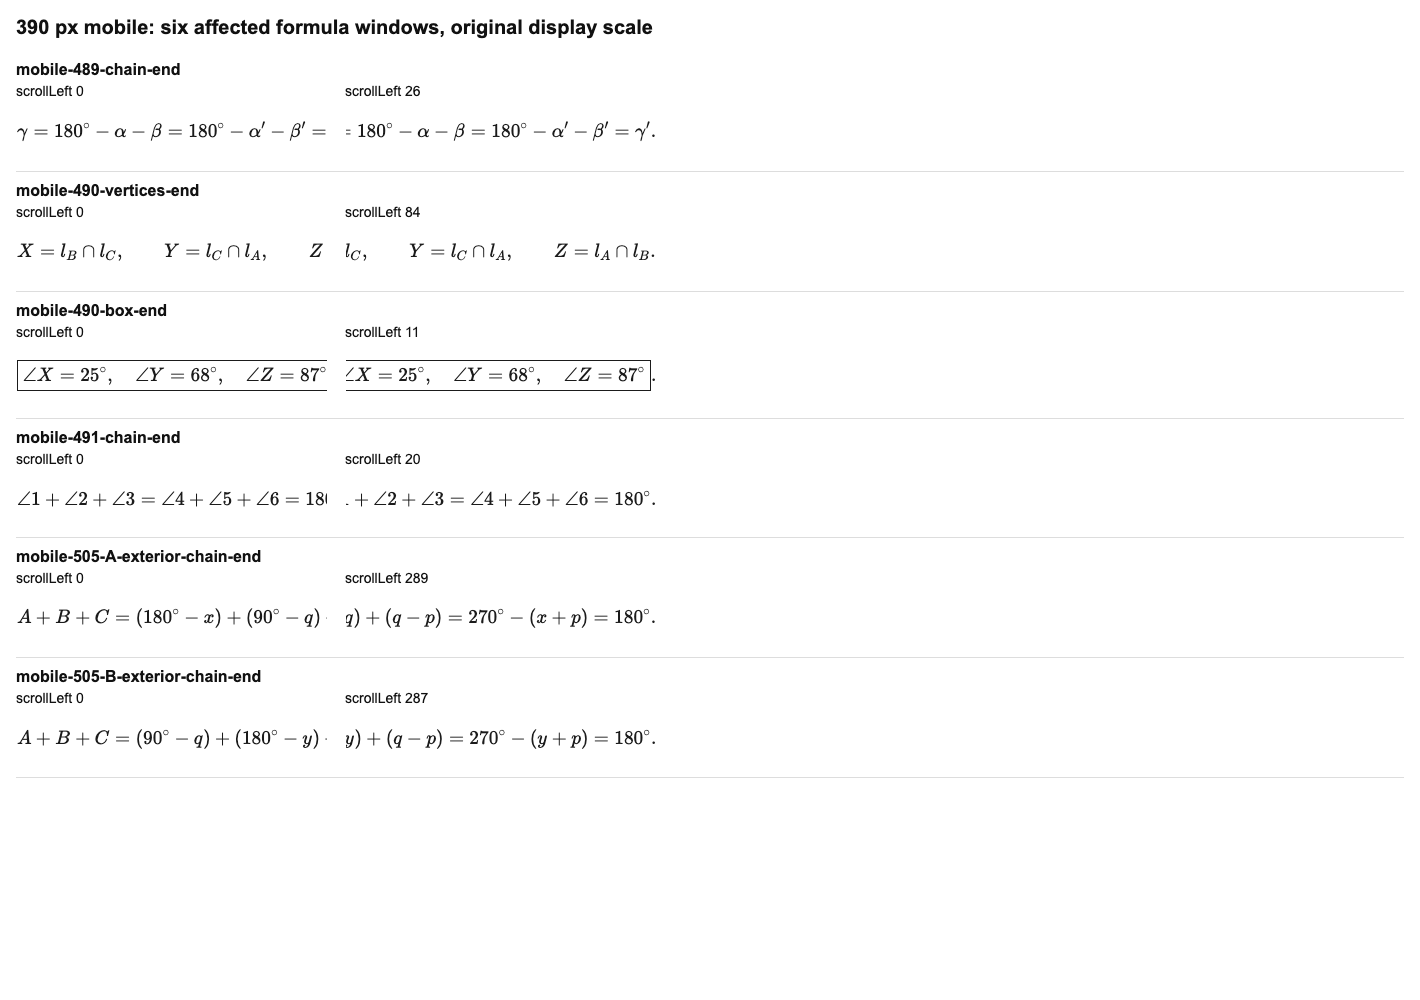 390 px mobile: six affected formula windows, original display scale
mobile-489-chain-end
scrollLeft 0 scrollLeft 26
γ = 180° − α − β = 180° − α′ − β′ = = 180° − α − β = 180° − α′ − β′ = γ′.
mobile-490-vertices-end
scrollLeft 0 scrollLeft 84
X = l_B ∩ l_C, Y = l_C ∩ l_A, Z l_C, Y = l_C ∩ l_A, Z = l_A ∩ l_B.
mobile-490-box-end
scrollLeft 0 scrollLeft 11
∠X = 25°, ∠Y = 68°, ∠Z = 87° ∠X = 25°, ∠Y = 68°, ∠Z = 87°.
mobile-491-chain-end
scrollLeft 0 scrollLeft 20
∠1 + ∠2 + ∠3 = ∠4 + ∠5 + ∠6 = 18 + ∠2 + ∠3 = ∠4 + ∠5 + ∠6 = 180°.
mobile-505-A-exterior-chain-end
scrollLeft 0 scrollLeft 289
A + B + C = (180° − x) + (90° − q) q) + (q − p) = 270° − (x + p) = 180°.
mobile-505-B-exterior-chain-end
scrollLeft 0 scrollLeft 287
A + B + C = (90° − q) + (180° − y) y) + (q − p) = 270° − (y + p) = 180°.